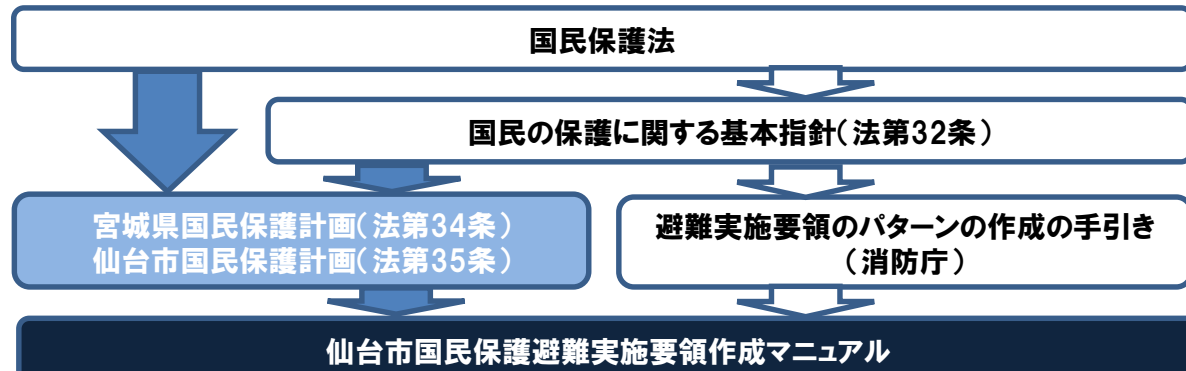 国民保護法
国民の保護に関する基本指針(法第32条)
宮城県国民保護計画(法第34条)
仙台市国民保護計画(法第35条)
避難実施要領のパターンの作成の手引き
(消防庁)
仙台市国民保護避難実施要領作成マニュアル